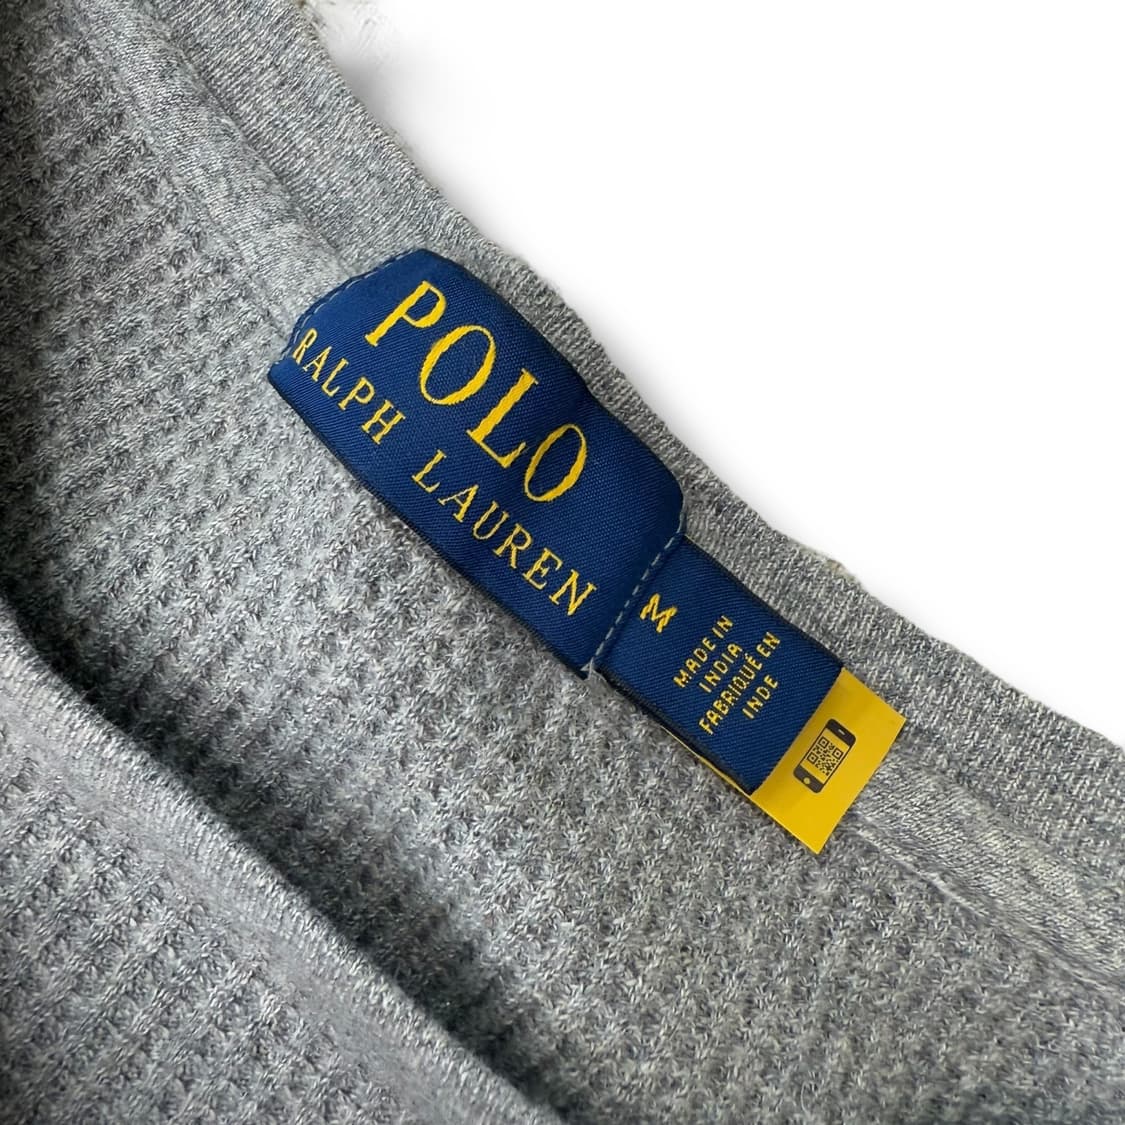 POLO
RALPH LAUREN
M
MADE IN
INDIA
FABRIQUÉ EN
INDE